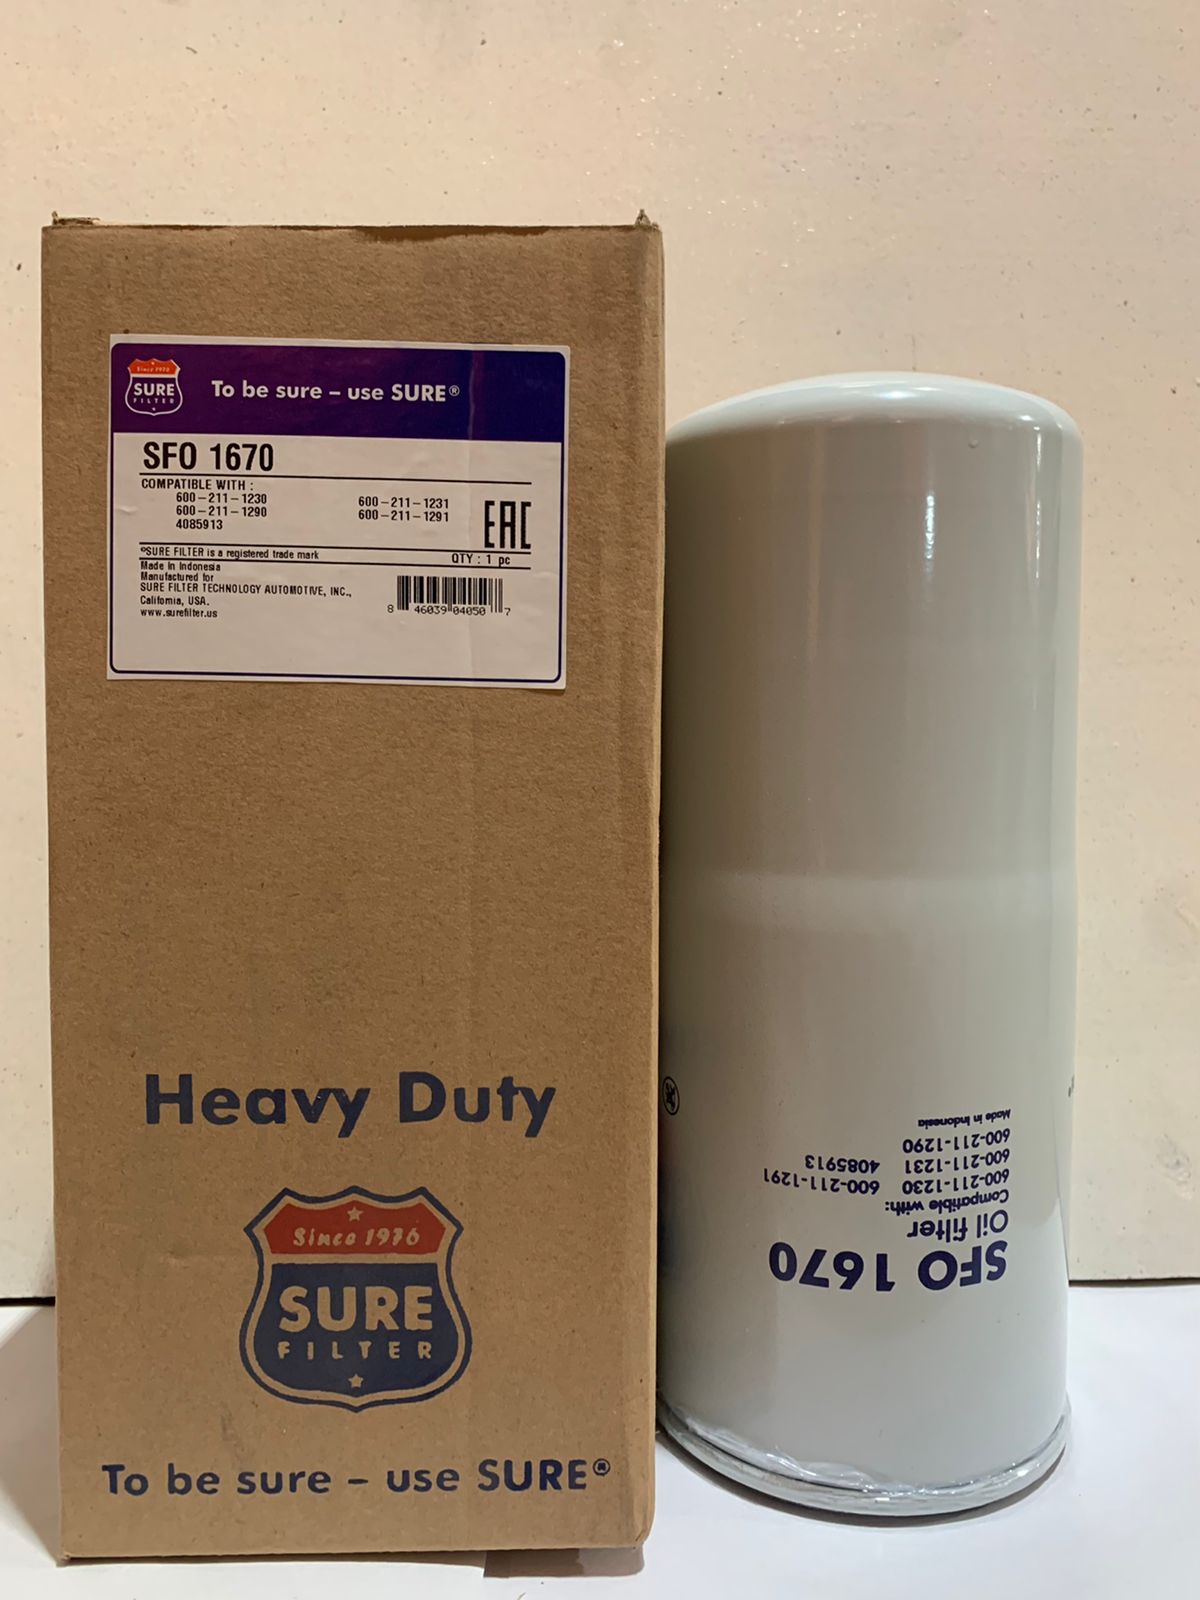 Since 1976
SURE
FILTER
To be sure – use SURE®
SFO 1670
COMPATIBLE WITH :
600-211-1230 600-211-1231
600-211-1290 600-211-1291
4085913
EAC
®SURE FILTER is a registered trade mark
QTY : 1 pc
Made In Indonesia
Manufactured for
SURE FILTER TECHNOLOGY AUTOMOTIVE, INC.,
California, USA.
www.surefilter.us
8 46039 04050 7
Heavy Duty
Since 1976
SURE
FILTER
To be sure – use SURE®
SFO 1670
Oil filter
Compatible with:
600-211-1230 600-211-1291
600-211-1231 4085913
600-211-1290
Made in Indonesia